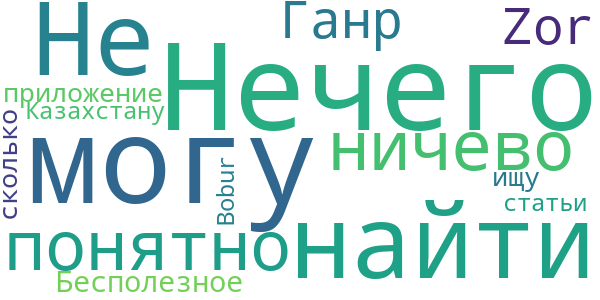 Не
Ганр
Zor
Нечего
приложение
Казахстану
сколько
могу
Bobur
ничево
ищу
статьи
понятно
найти
Бесполезное